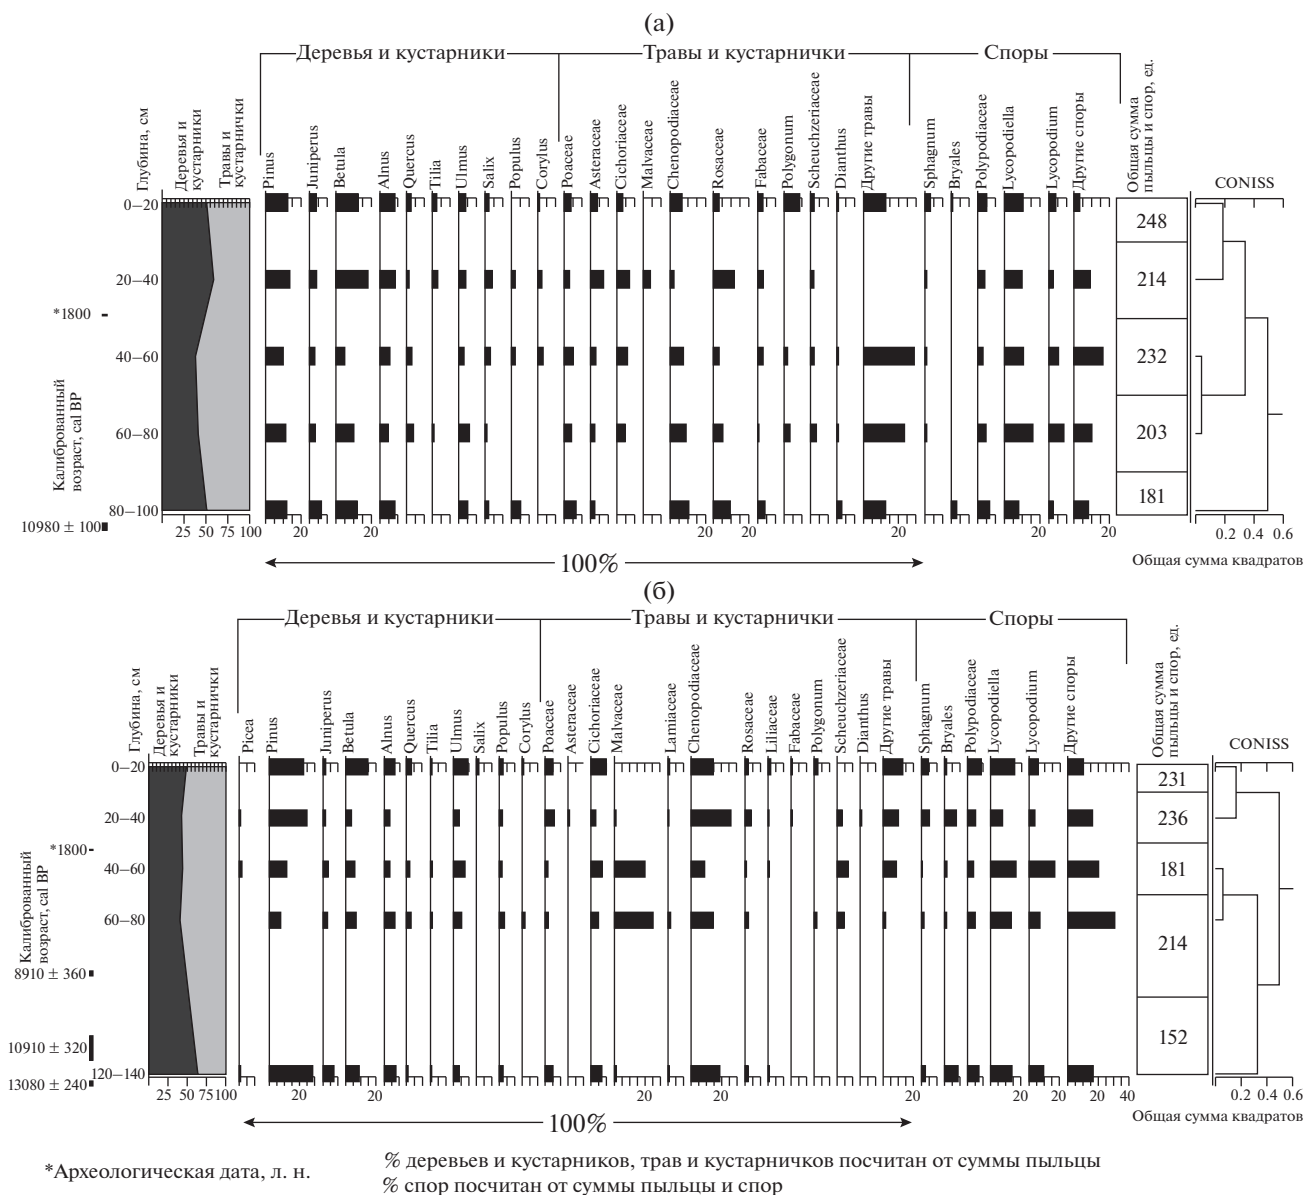 (а)
Деревья и кустарники
Травы и кустарнички
Споры
Глубина, см
Деревья и кустарники
Травы и кустарнички
Pinus
Juniperus
Betula
Alnus
Quercus
Tilia
Ulmus
Salix
Populus
Corylus
Poaceae
Asteraceae
Cichoriaceae
Malvaceae
Chenopodiaceae
Rosaceae
Fabaceae
Polygonum
Scheuchzeriaceae
Dianthus
Другие травы
Sphagnum
Bryales
Polypodiaceae
Lycopodiella
Lycopodium
Другие споры
Общая сумма пыльцы и спор, ед.
CONISS
0–20
248
20–40
214
*1800
40–60
232
Калиброванный возраст, cal BP
60–80
203
80–100
181
10980 ± 100
25 50 75 100
20 20 20 20 20 20 20
0.2 0.4 0.6
100%
Общая сумма квадратов
(б)
Деревья и кустарники
Травы и кустарнички
Споры
Глубина, см
Деревья и кустарники
Травы и кустарнички
Picea
Pinus
Juniperus
Betula
Alnus
Quercus
Tilia
Ulmus
Salix
Populus
Corylus
Poaceae
Asteraceae
Cichoriaceae
Malvaceae
Lamiaceae
Chenopodiaceae
Rosaceae
Liliaceae
Fabaceae
Polygonum
Scheuchzeriaceae
Dianthus
Другие травы
Sphagnum
Bryales
Polypodiaceae
Lycopodiella
Lycopodium
Другие споры
Общая сумма пыльцы и спор, ед.
CONISS
0–20
231
20–40
236
*1800
40–60
181
Калиброванный возраст, cal BP
60–80
214
8910 ± 360
10910 ± 320
152
120–140
13080 ± 240
25 50 75 100
20 20 20 20 20 20 20 20 40
0.2 0.4 0.6
100%
Общая сумма квадратов
*Археологическая дата, л. н.
% деревьев и кустарников, трав и кустарничков посчитан от суммы пыльцы
% спор посчитан от суммы пыльцы и спор